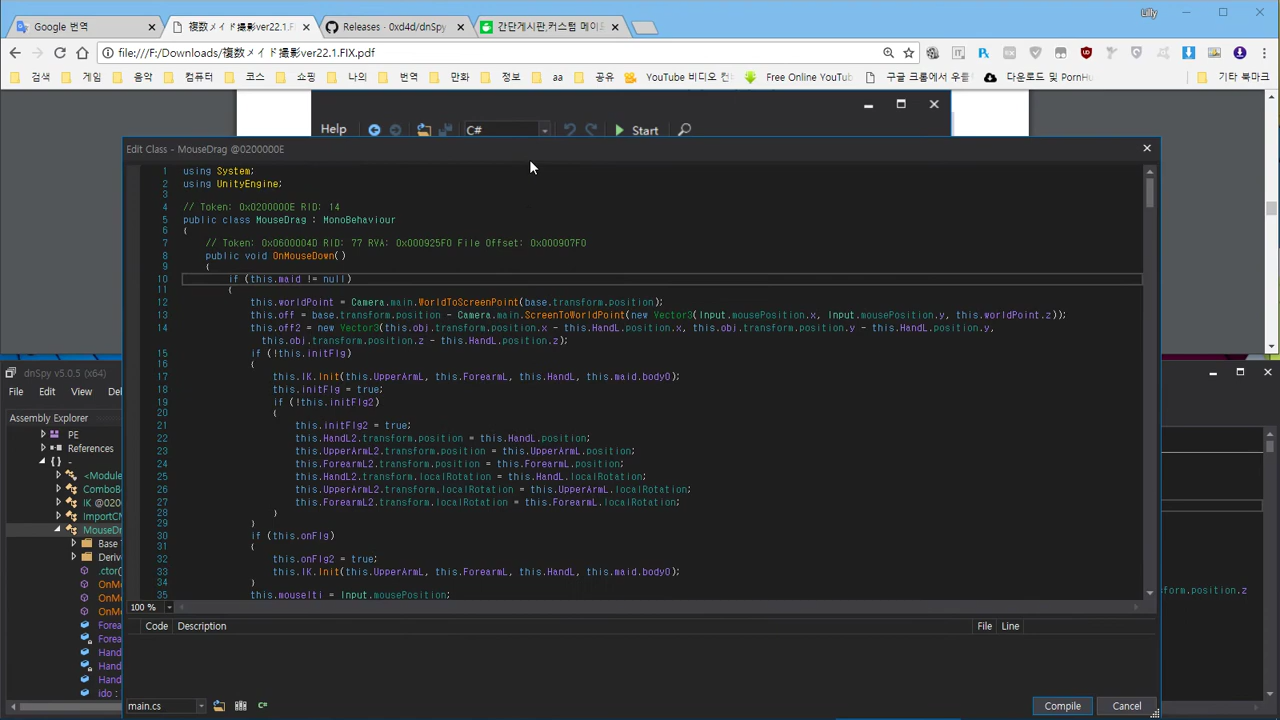 Lilly
Google 번역
複数メイド撮影ver22.1.FI
Releases · 0xd4d/dnSpy
간단게시판,커스텀 메이
file:///F:/Downloads/複数メイド撮影ver22.1.FIX.pdf
검색 게임 음악 컴퓨터 코스 쇼핑 나의 번역 만화 정보 aa 공유 YouTube 비디오 컨 Free Online YouTub 구글 크롬에서 우클 다운로드 및 PornHu 기타 북마크
Help C# Start
Edit Class - MouseDrag @0200000E
1 using System;
2 using UnityEngine;
3
4 // Token: 0x0200000E RID: 14
5 public class MouseDrag : MonoBehaviour
6 {
7 // Token: 0x0600004D RID: 77 RVA: 0x000925F0 File Offset: 0x000907F0
8 public void OnMouseDown()
9 {
10 if (this.maid != null)
11 {
12 this.worldPoint = Camera.main.WorldToScreenPoint(base.transform.position);
13 this.off = base.transform.position - Camera.main.ScreenToWorldPoint(new Vector3(Input.mousePosition.x, Input.mousePosition.y, this.worldPoint.z));
14 this.off2 = new Vector3(this.obj.transform.position.x - this.HandL.position.x, this.obj.transform.position.y - this.HandL.position.y,
this.obj.transform.position.z - this.HandL.position.z);
15 if (!this.initFlg)
16 {
17 this.IK.Init(this.UpperArmL, this.ForearmL, this.HandL, this.maid.body0);
18 this.initFlg = true;
19 if (!this.initFlg2)
20 {
21 this.initFlg2 = true;
22 this.HandL2.transform.position = this.HandL.position;
23 this.UpperArmL2.transform.position = this.UpperArmL.position;
24 this.ForearmL2.transform.position = this.ForearmL.position;
25 this.HandL2.transform.localRotation = this.HandL.localRotation;
26 this.UpperArmL2.transform.localRotation = this.UpperArmL.localRotation;
27 this.ForearmL2.transform.localRotation = this.ForearmL.localRotation;
28 }
29 }
30 if (this.onFlg)
31 {
32 this.onFlg2 = true;
33 this.IK.Init(this.UpperArmL, this.ForearmL, this.HandL, this.maid.body0);
34 }
35 this.mouseIti = Input.mousePosition;
100 %
Code Description File Line
main.cs
Compile Cancel
dnSpy v5.0.5 (x64)
File Edit View Del
Assembly Explorer
PE
References
{ } -
<Module
ComboBo
IK @020
ImportCM
MouseDr
Base T
Deriv
.ctor(
OnMo
OnMo
OnMo
Forea
Forea
Hand
Hand
Hand
ido :
form.position.z